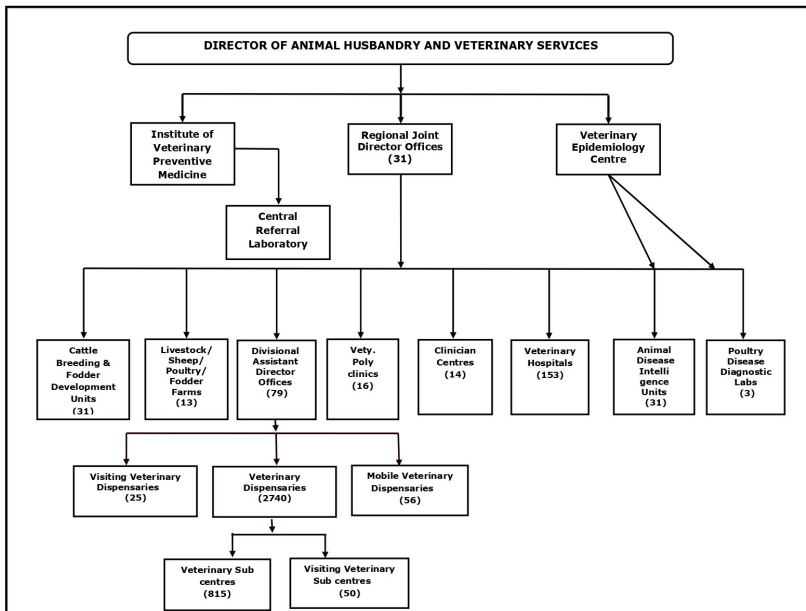 DIRECTOR OF ANIMAL HUSBANDRY AND VETERINARY SERVICES
Institute of
Veterinary
Preventive
Medicine
Regional Joint
Director Offices
(31)
Veterinary
Epidemiology
Centre
Central
Referral
Laboratory
Cattle
Breeding &
Fodder
Development
Units
(31)
Livestock/
Sheep/
Poultry/
Fodder
Farms
(13)
Divisional
Assistant
Director
Offices
(79)
Vety.
Poly
clinics
(16)
Clinician
Centres
(14)
Veterinary
Hospitals
(153)
Animal
Disease
Intelli
gence
Units
(31)
Poultry
Disease
Diagnostic
Labs
(3)
Visiting Veterinary
Dispensaries
(25)
Veterinary
Dispensaries
(2740)
Mobile Veterinary
Dispensaries
(56)
Veterinary Sub
centres
(815)
Visiting Veterinary
Sub centres
(50)